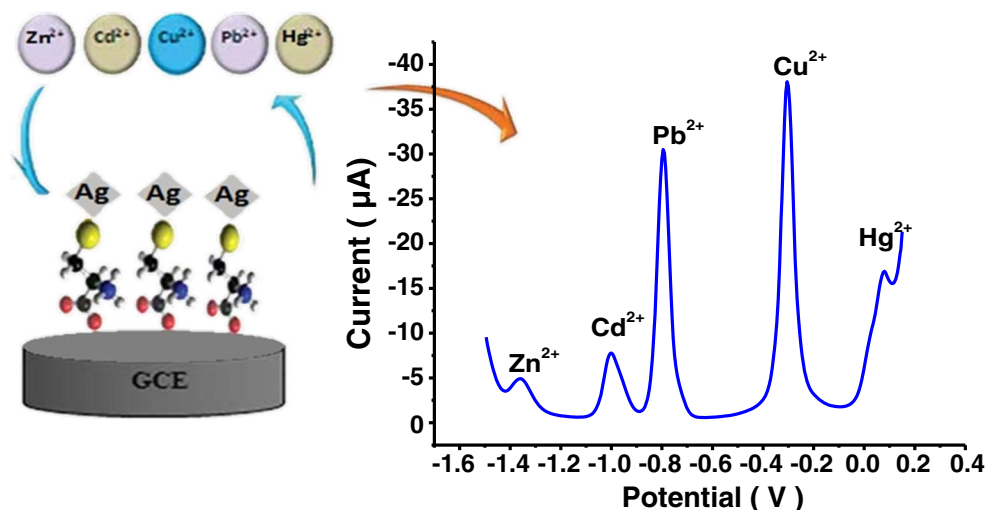 Zn²⁺ Cd²⁺ Cu²⁺ Pb²⁺ Hg²⁺
Ag Ag Ag
GCE
Current ( µA)
-40
-35
-30
-25
-20
-15
-10
-5
0
Zn²⁺
Cd²⁺
Pb²⁺
Cu²⁺
Hg²⁺
-1.6 -1.4 -1.2 -1.0 -0.8 -0.6 -0.4 -0.2 0.0 0.2 0.4
Potential ( V )